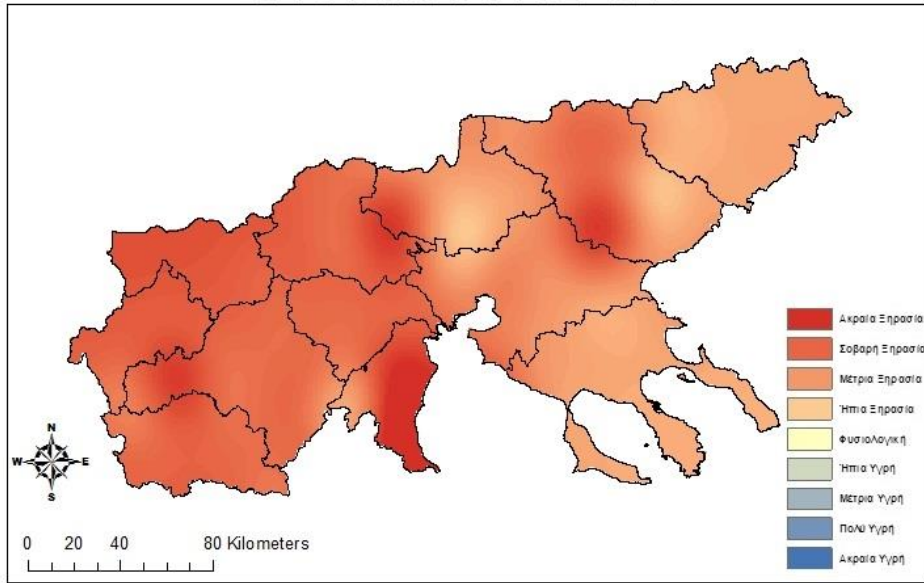 Ακραία Ξηρασία
Σοβαρή Ξηρασία
Μέτρια Ξηρασία
Ήπια Ξηρασία
Φυσιολογική
Ήπια Υγρή
Μέτρια Υγρή
Πολύ Υγρή
Ακραία Υγρή
N
W E
S
0 20 40 80 Kilometers